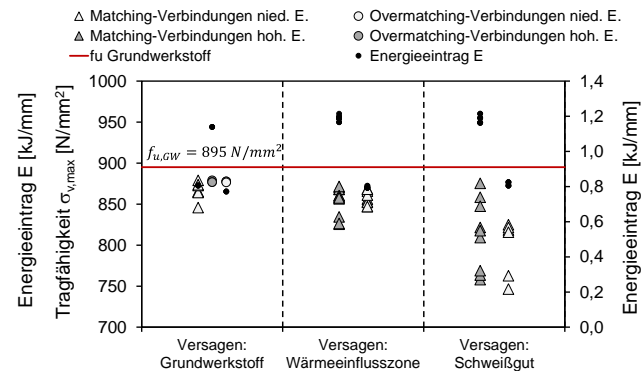 Matching-Verbindungen nied. E.
Overmatching-Verbindungen nied. E.
Matching-Verbindungen hoh. E.
Overmatching-Verbindungen hoh. E.
fu Grundwerkstoff
Energieeintrag E
Energieeintrag E [kJ/mm]
Tragfähigkeit σv,max [N/mm²]
1000
950
900
850
800
750
700
fu,GW = 895 N/mm²
1,4
1,2
1,0
0,8
0,6
0,4
0,2
0,0
Energieeintrag E [kJ/mm]
Versagen:
Grundwerkstoff
Versagen:
Wärmeeinflusszone
Versagen:
Schweißgut